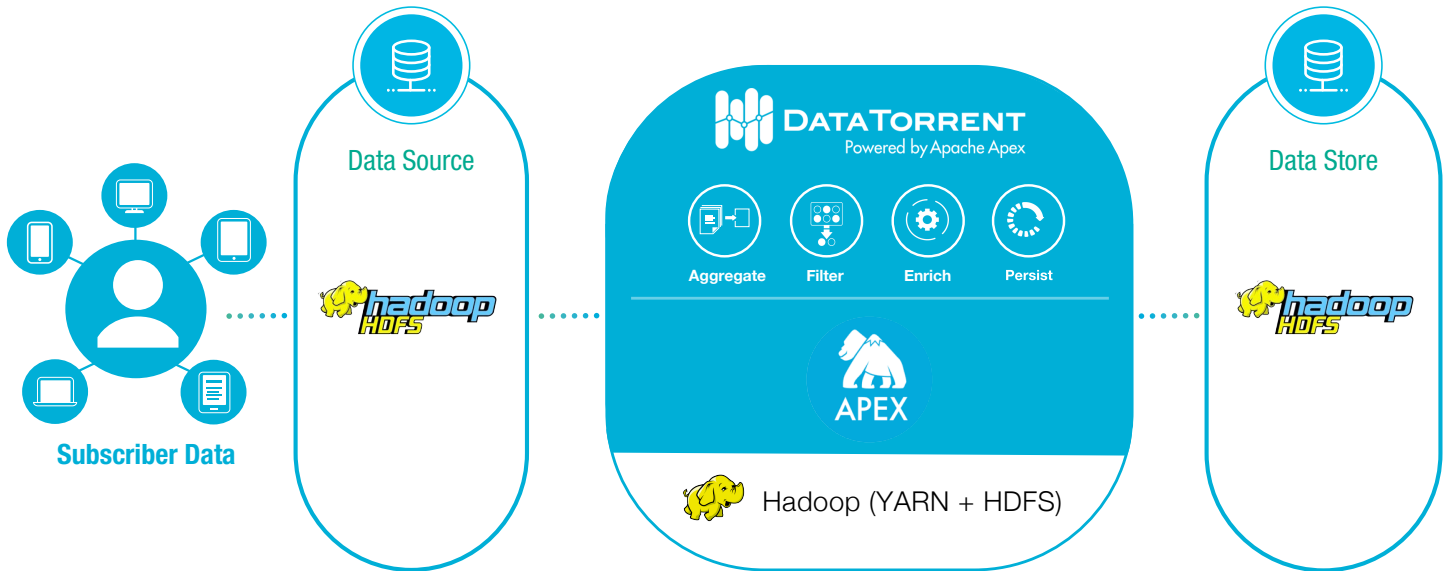 Subscriber Data
Data Source
hadoop
HDFS
DATATORRENT
Powered by Apache Apex
Aggregate
Filter
Enrich
Persist
APEX
Hadoop (YARN + HDFS)
Data Store
hadoop
HDFS